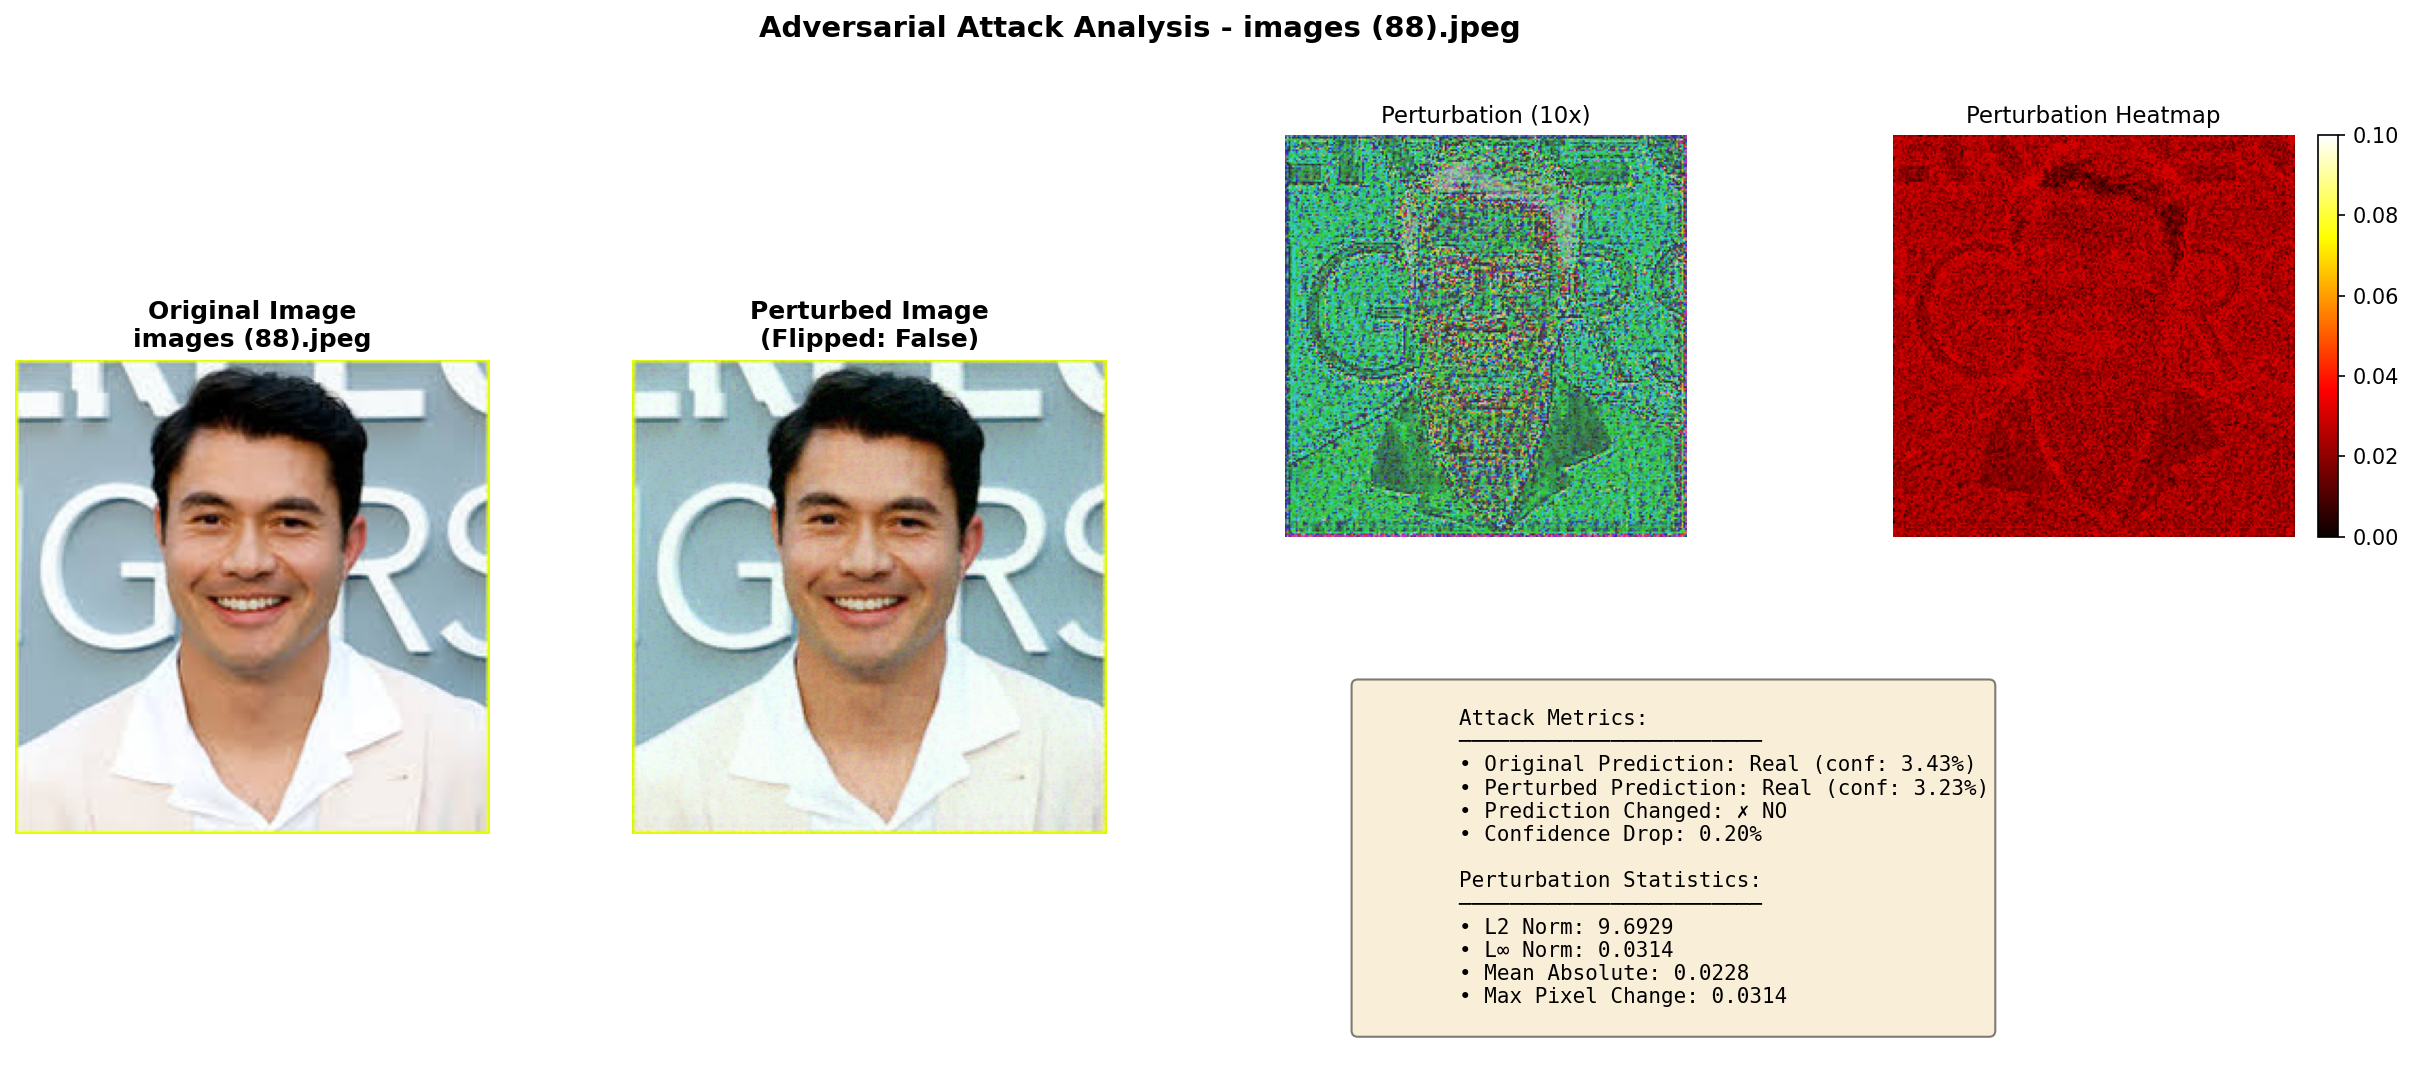 Adversarial Attack Analysis - images (88).jpeg
Original Image
images (88).jpeg
Perturbed Image
(Flipped: False)
Perturbation (10x)
Perturbation Heatmap
0.10
0.08
0.06
0.04
0.02
0.00
G RS
G RS
Attack Metrics:
• Original Prediction: Real (conf: 3.43%)
• Perturbed Prediction: Real (conf: 3.23%)
• Prediction Changed: ✗ NO
• Confidence Drop: 0.20%
Perturbation Statistics:
• L2 Norm: 9.6929
• L∞ Norm: 0.0314
• Mean Absolute: 0.0228
• Max Pixel Change: 0.0314